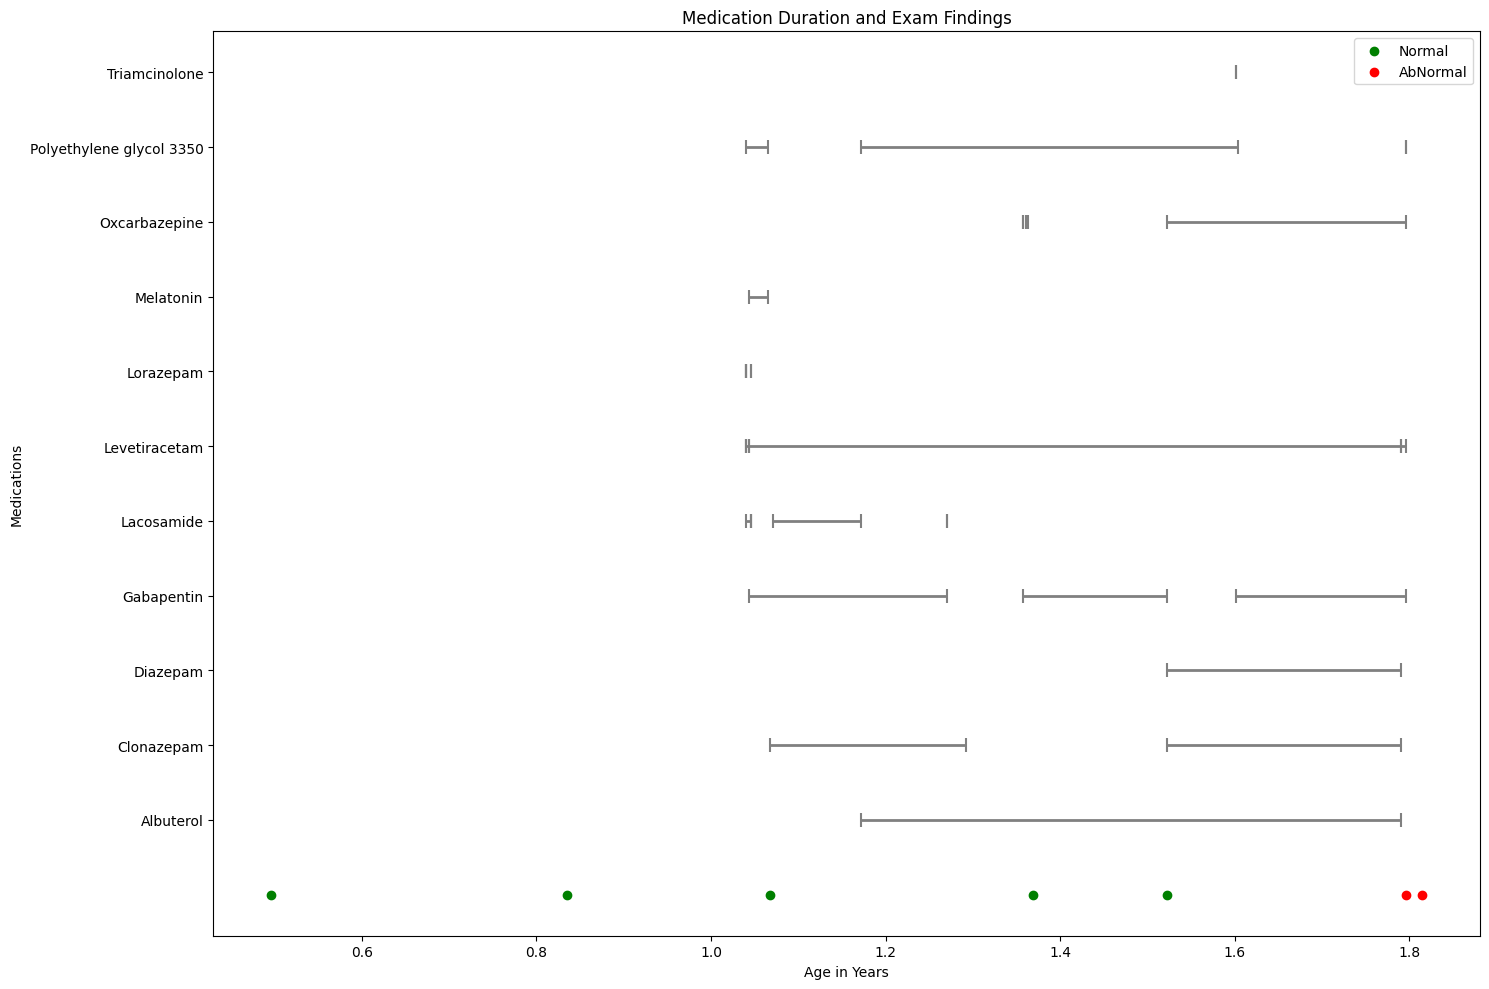 Medication Duration and Exam Findings
Normal
AbNormal
Triamcinolone
Polyethylene glycol 3350
Oxcarbazepine
Melatonin
Lorazepam
Levetiracetam
Lacosamide
Gabapentin
Diazepam
Clonazepam
Albuterol
Medications
0.6 0.8 1.0 1.2 1.4 1.6 1.8
Age in Years